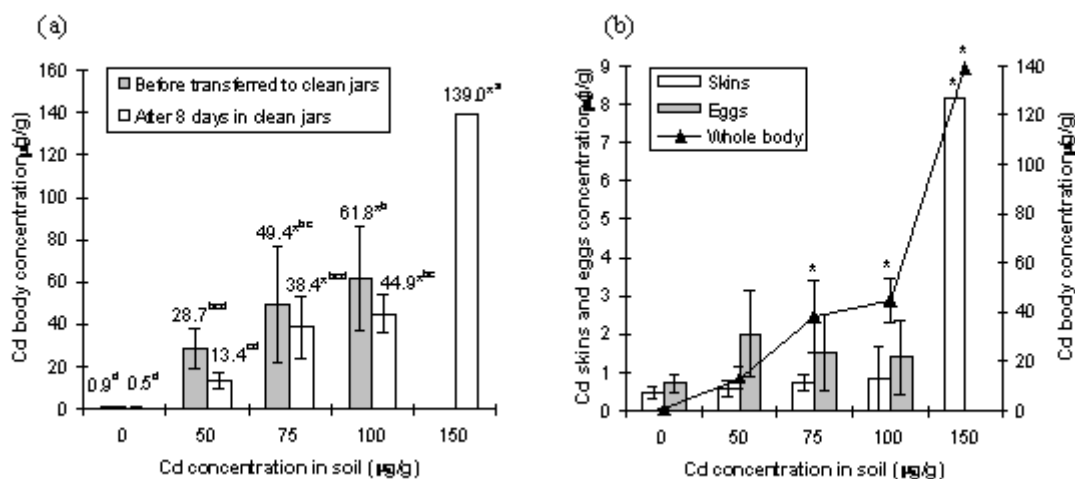 (a)
Cd body concentration (µg/g)
160
140
120
100
80
60
40
20
0
Before transferred to clean jars
After 8 days in clean jars
0.9ᵈ
0.5ᵈ
28.7ᵇᶜᵈ
13.4ᶜᵈ
49.4*ᵇᶜ
38.4*ᵇᶜᵈ
61.8*ᵇ
44.9*ᵇᶜ
139.0*ᵃ
0 50 75 100 150
Cd concentration in soil (µg/g)
(b)
Cd skins and eggs concentration (µg/g)
9
8
7
6
5
4
3
2
1
0
Skins
Eggs
Whole body
*
*
*
*
140
120
100
80
60
40
20
0
Cd body concentration (µg/g)
0 50 75 100 150
Cd concentration in soil (µg/g)